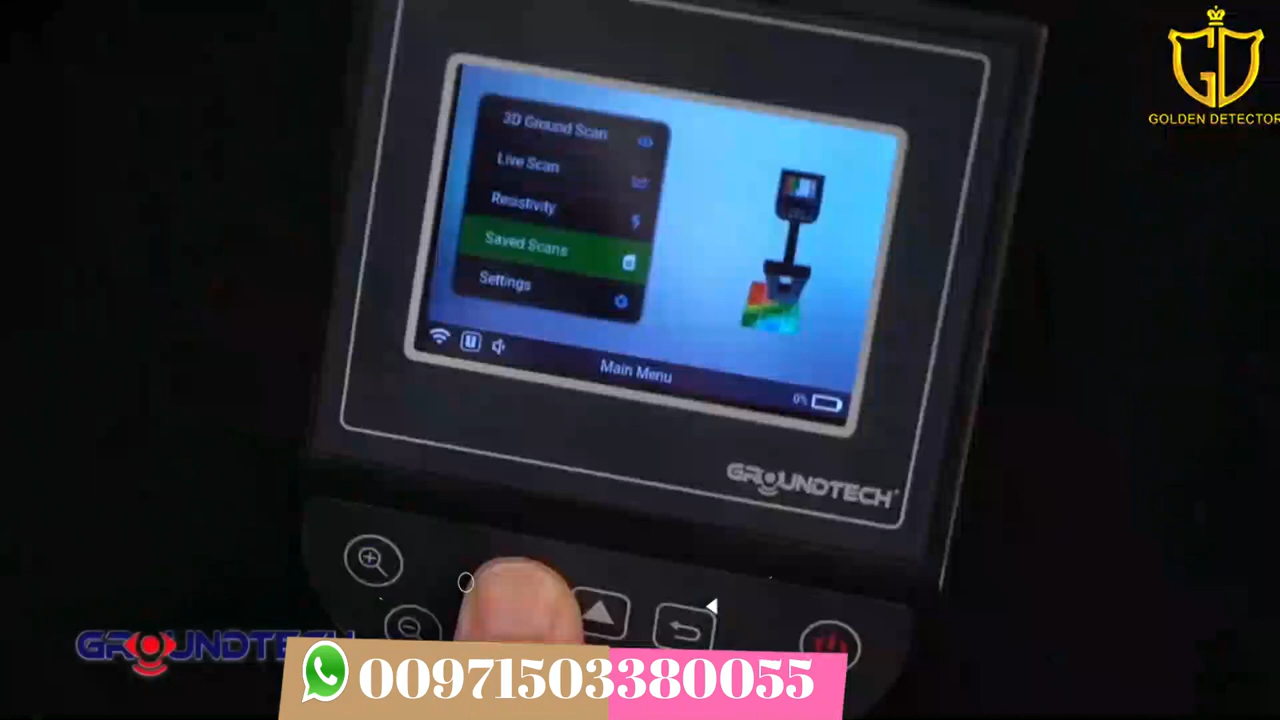 GOLDEN DETECTOR
3D Ground Scan
Live Scan
Resistivity
Saved Scans
Settings
Main Menu
0%
GROUNDTECH
GROUNDTECH
00971503380055